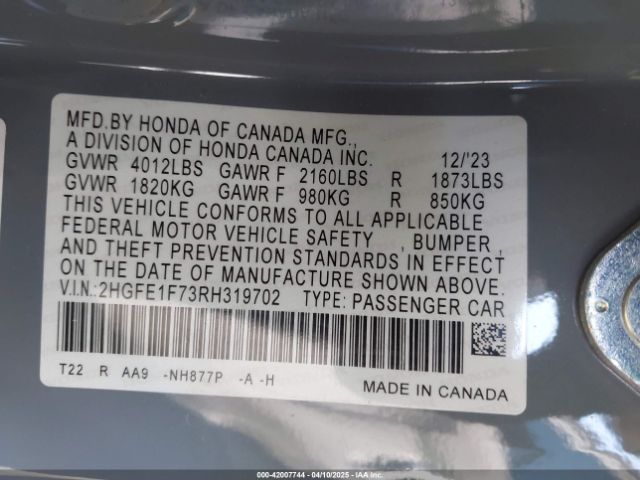 MFD.BY HONDA OF CANADA MFG.,
A DIVISION OF HONDA CANADA INC. 12/'23
GVWR 4012LBS GAWR F 2160LBS R 1873LBS
GVWR 1820KG GAWR F 980KG R 850KG
THIS VEHICLE CONFORMS TO ALL APPLICABLE
FEDERAL MOTOR VEHICLE SAFETY , BUMPER ,
AND THEFT PREVENTION STANDARDS IN EFFECT
ON THE DATE OF MANUFACTURE SHOWN ABOVE.
V.I.N.:2HGFE1F73RH319702 TYPE: PASSENGER CAR
T22 R AA9 -NH877P -A -H
MADE IN CANADA
000-42007744 - 04/10/2025 - IAA Inc.